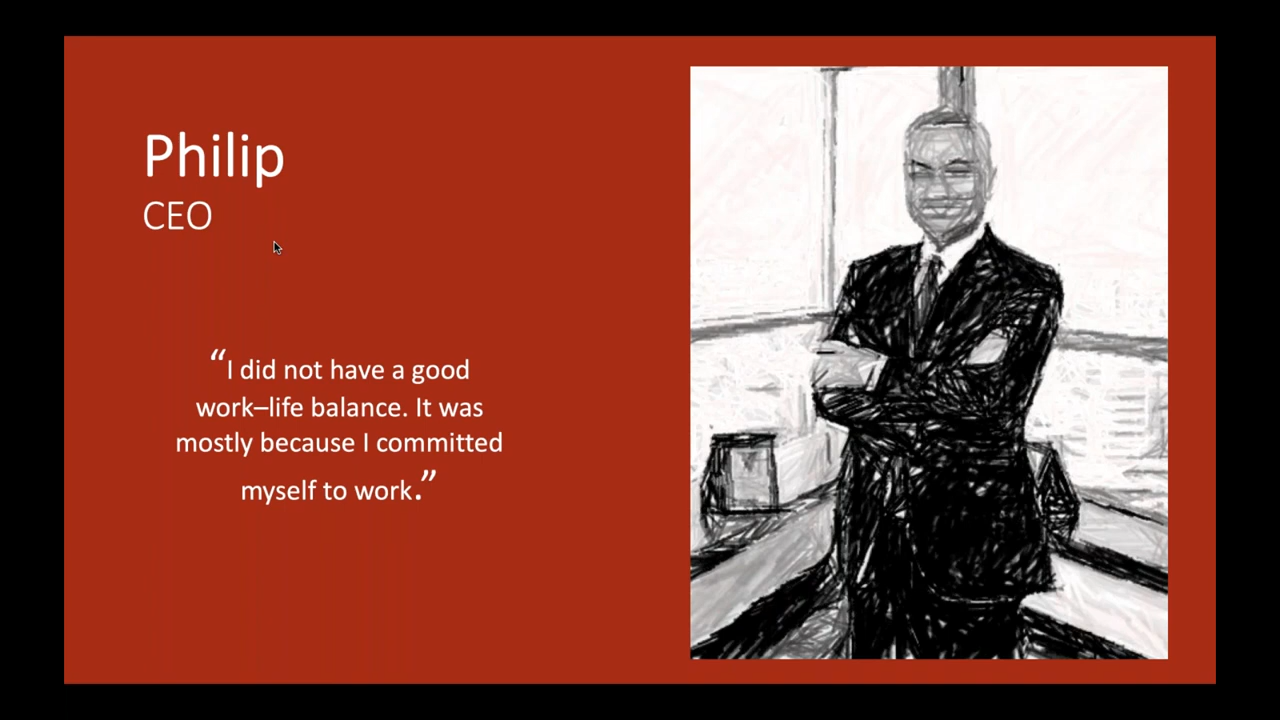 Philip
CEO
“I did not have a good
work–life balance. It was
mostly because I committed
myself to work.”